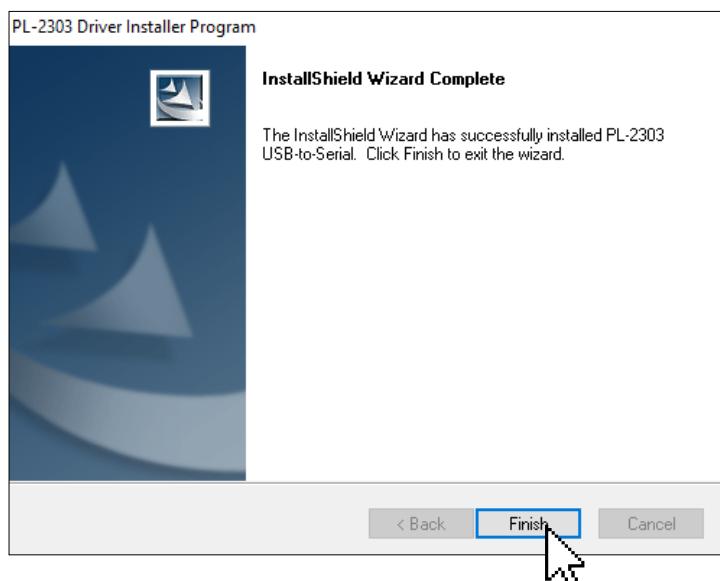 PL-2303 Driver Installer Program
InstallShield Wizard Complete
The InstallShield Wizard has successfully installed PL-2303
USB-to-Serial. Click Finish to exit the wizard.
< Back
Finish
Cancel